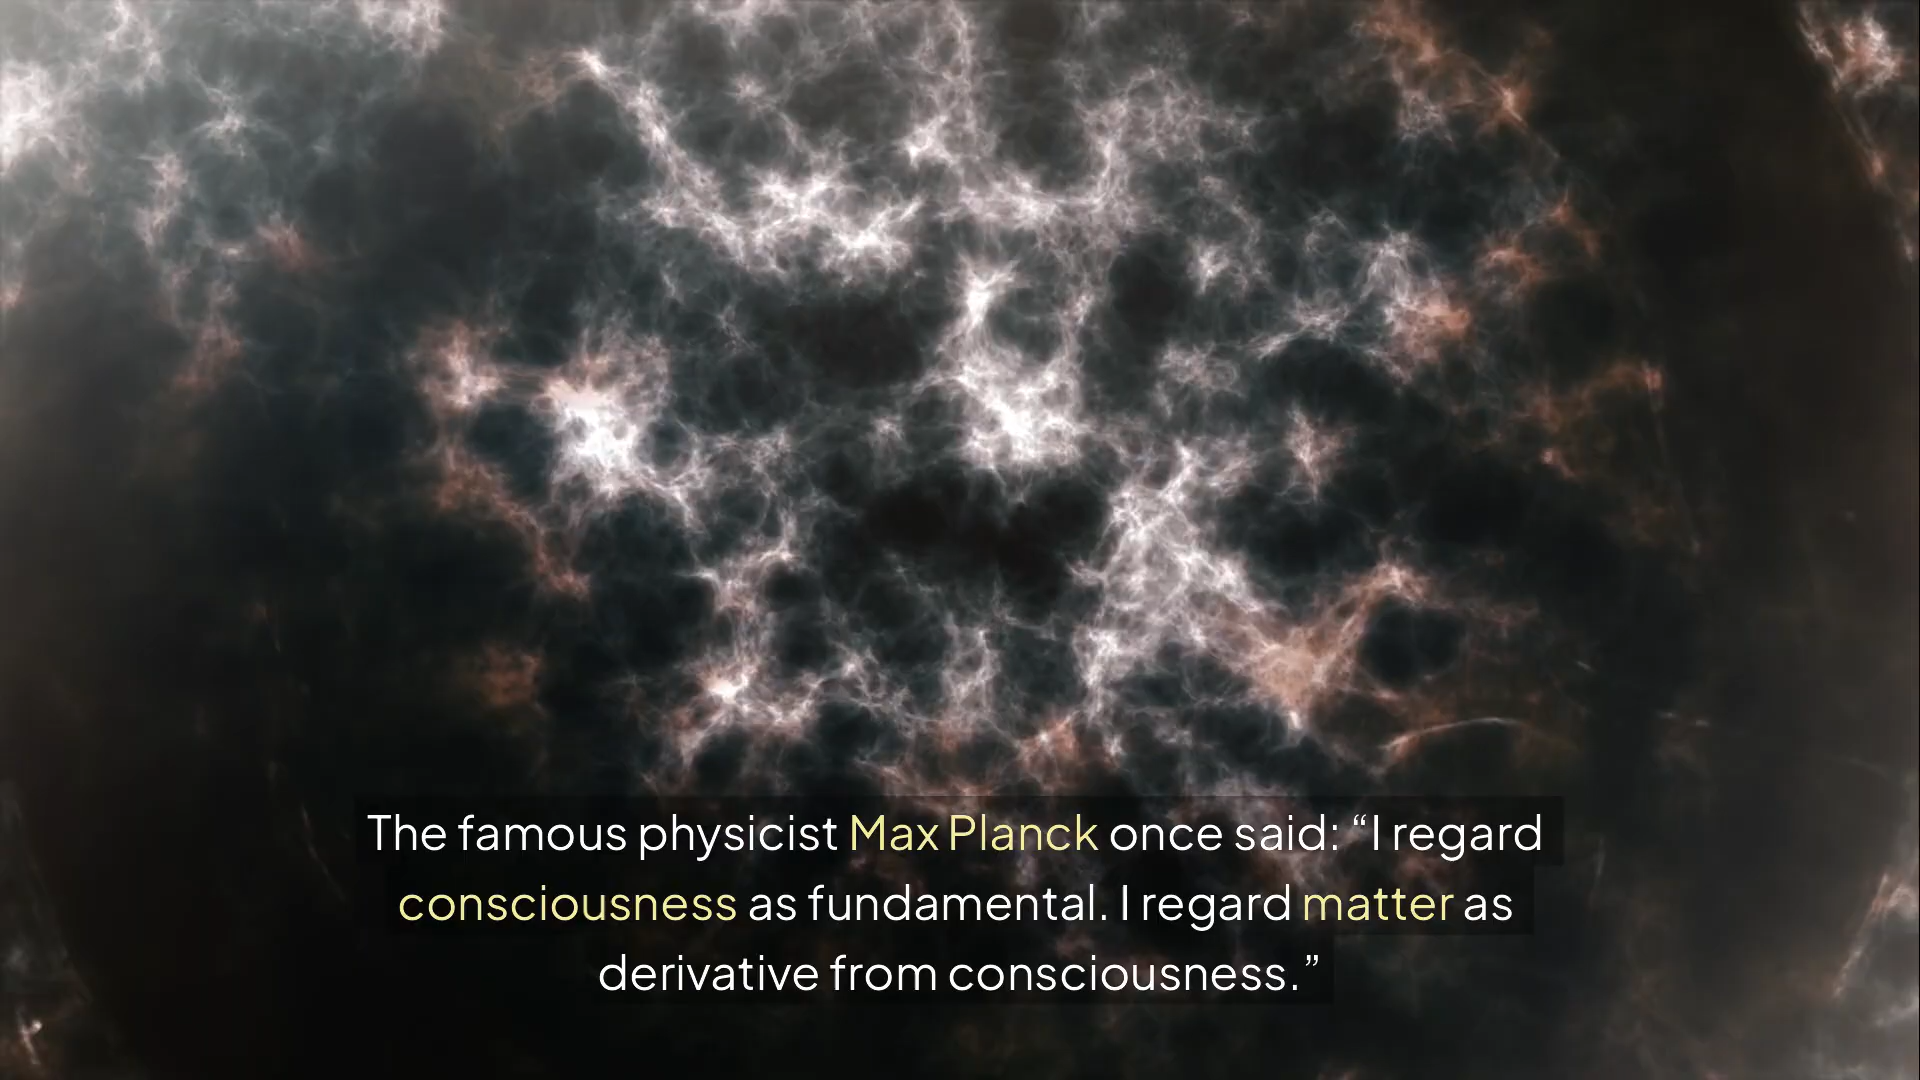 The famous physicist Max Planck once said: “I regard
consciousness as fundamental. I regard matter as
derivative from consciousness.”